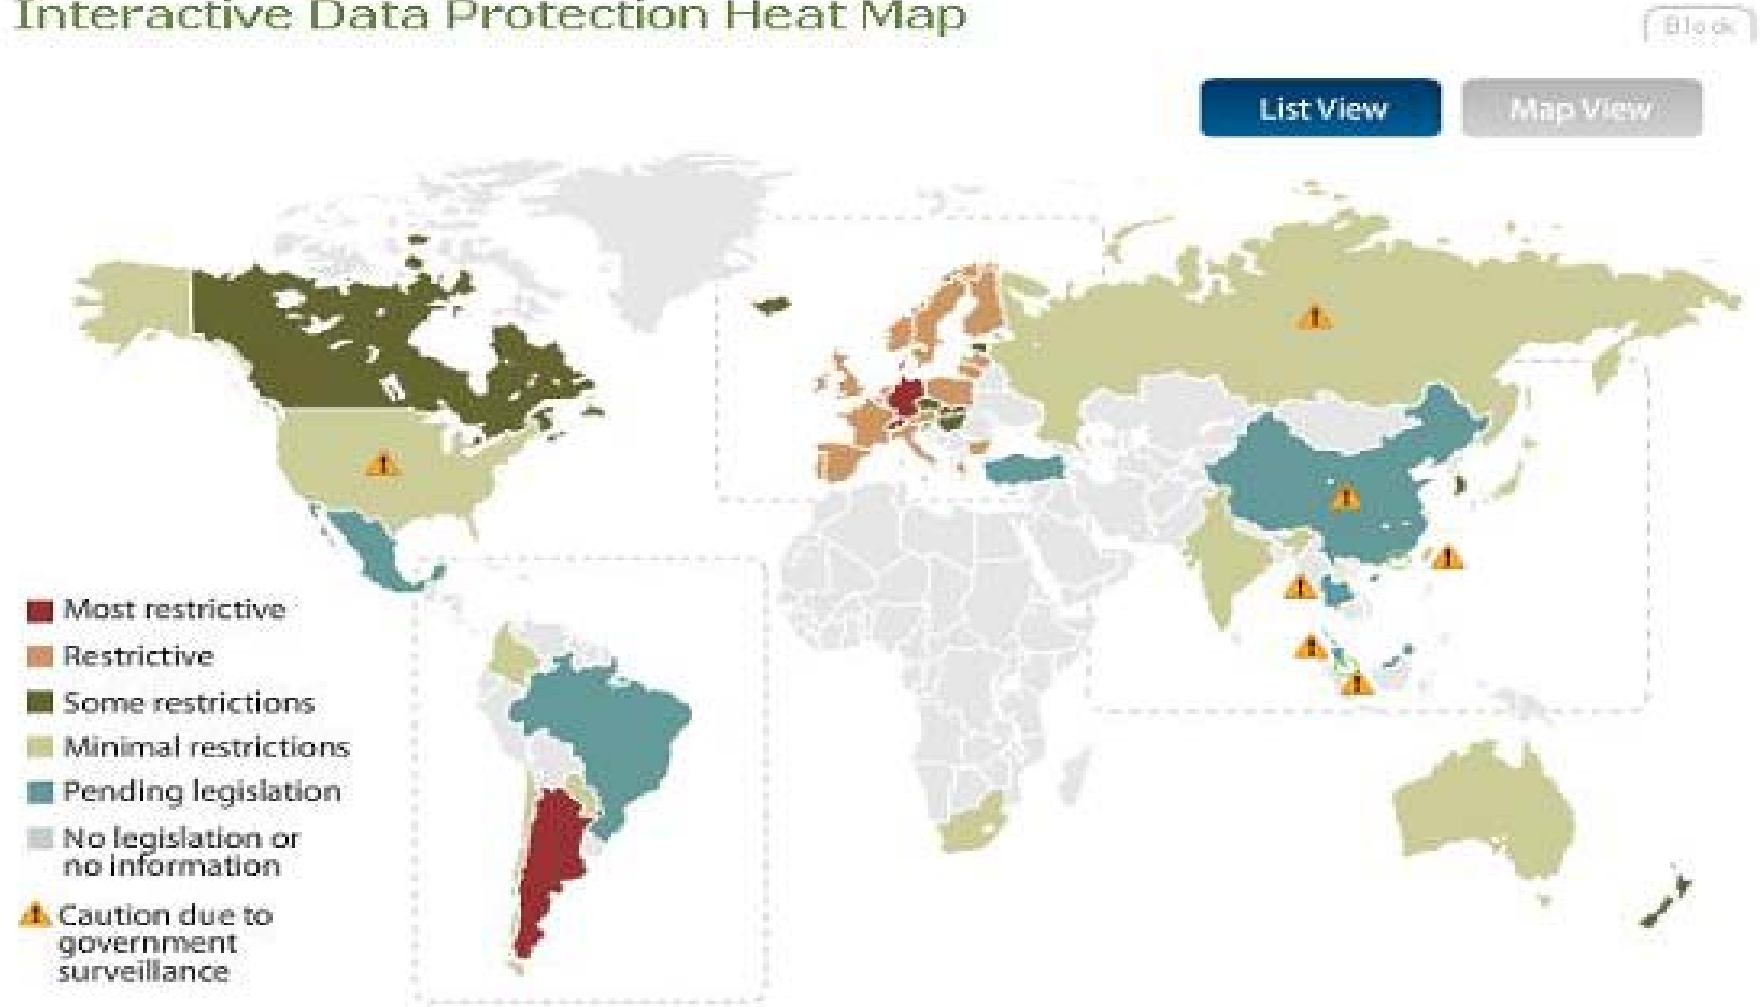 Interactive Data Protection Heat Map
Block
List View
Map View
Most restrictive
Restrictive
Some restrictions
Minimal restrictions
Pending legislation
No legislation or
no information
Caution due to
government
surveillance